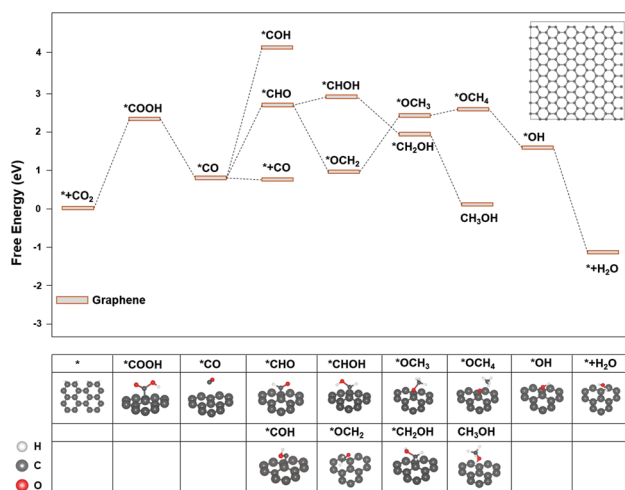 *COH
4
*CHO
*CHOH
3
*OCH3
*OCH4
*COOH
2
*OH
*CH2OH
*CO
*+CO
*OCH2
1
*+CO2
0
CH3OH
-1
*+H2O
-2
Graphene
-3
Free Energy (eV)
* *COOH *CO *CHO *CHOH *OCH3 *OCH4 *OH *+H2O
*COH *OCH2 *CH2OH CH3OH
H
C
O